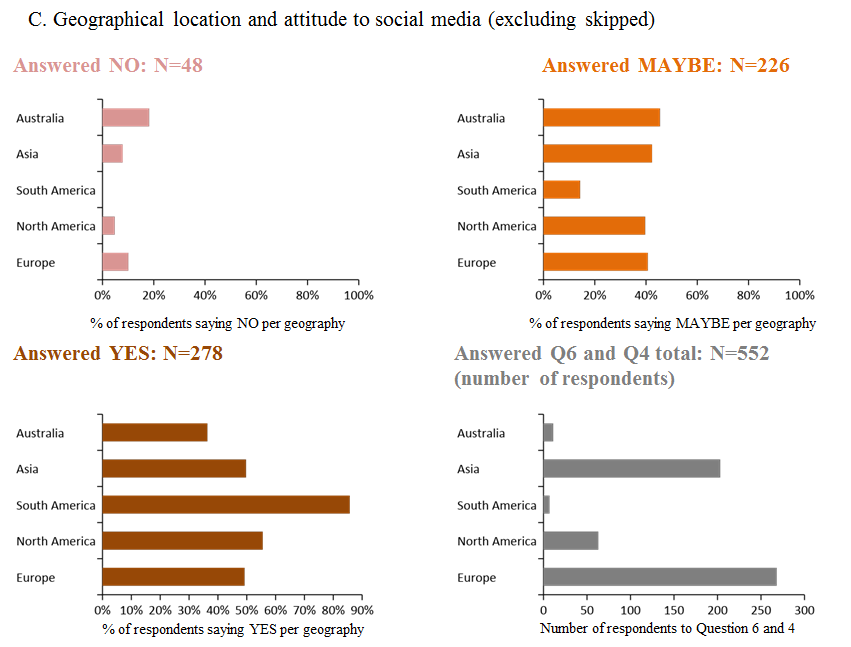 C. Geographical location and attitude to social media (excluding skipped)
Answered NO: N=48
Australia
Asia
South America
North America
Europe
0% 20% 40% 60% 80% 100%
% of respondents saying NO per geography
Answered MAYBE: N=226
Australia
Asia
South America
North America
Europe
0% 20% 40% 60% 80% 100%
% of respondents saying MAYBE per geography
Answered YES: N=278
Australia
Asia
South America
North America
Europe
0% 10% 20% 30% 40% 50% 60% 70% 80% 90%
% of respondents saying YES per geography
Answered Q6 and Q4 total: N=552
(number of respondents)
Australia
Asia
South America
North America
Europe
0 50 100 150 200 250 300
Number of respondents to Question 6 and 4